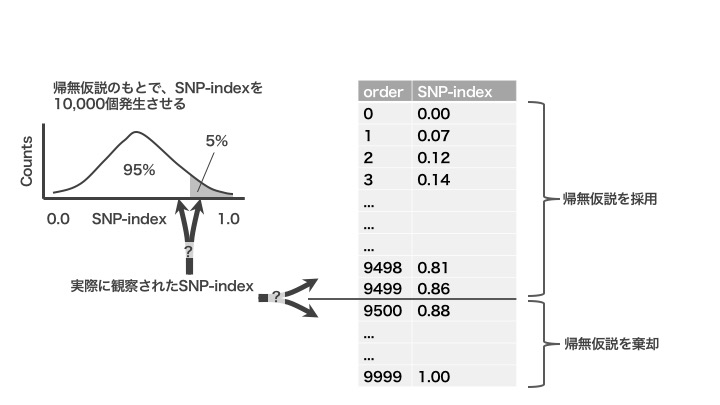 帰無仮説のもとで、SNP-indexを
10,000個発生させる
5%
95%
Counts
0.0 SNP-index 1.0
?
実際に観察されたSNP-index
?
order SNP-index
0 0.00
1 0.07
2 0.12
3 0.14
...
...
...
9498 0.81
9499 0.86
9500 0.88
...
...
9999 1.00
帰無仮説を採用
帰無仮説を棄却